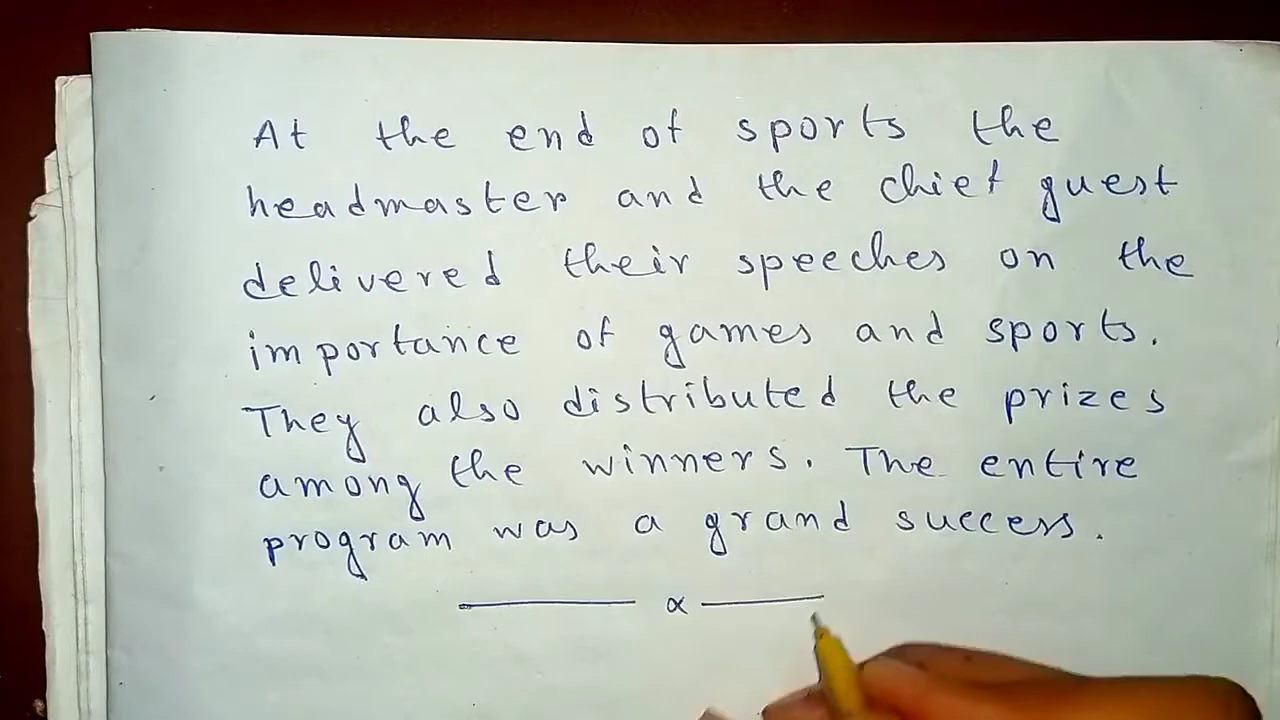 At the end of sports the
headmaster and the chief guest
delivered their speeches on the
importance of games and sports.
They also distributed the prizes
among the winners. The entire
program was a grand success.